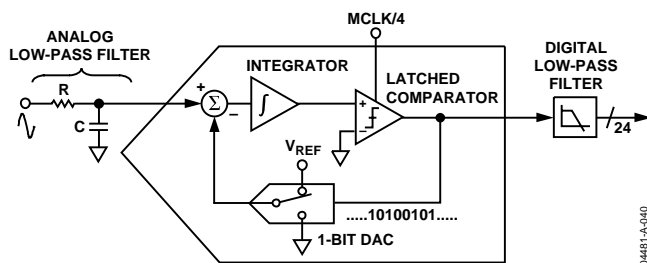 MCLK/4
ANALOG
LOW-PASS FILTER
INTEGRATOR
LATCHED
COMPARATOR
DIGITAL
LOW-PASS
FILTER
R
C
+
Σ
–
∫
+
–
24
VREF
.....10100101.....
1-BIT DAC
04481-A-040